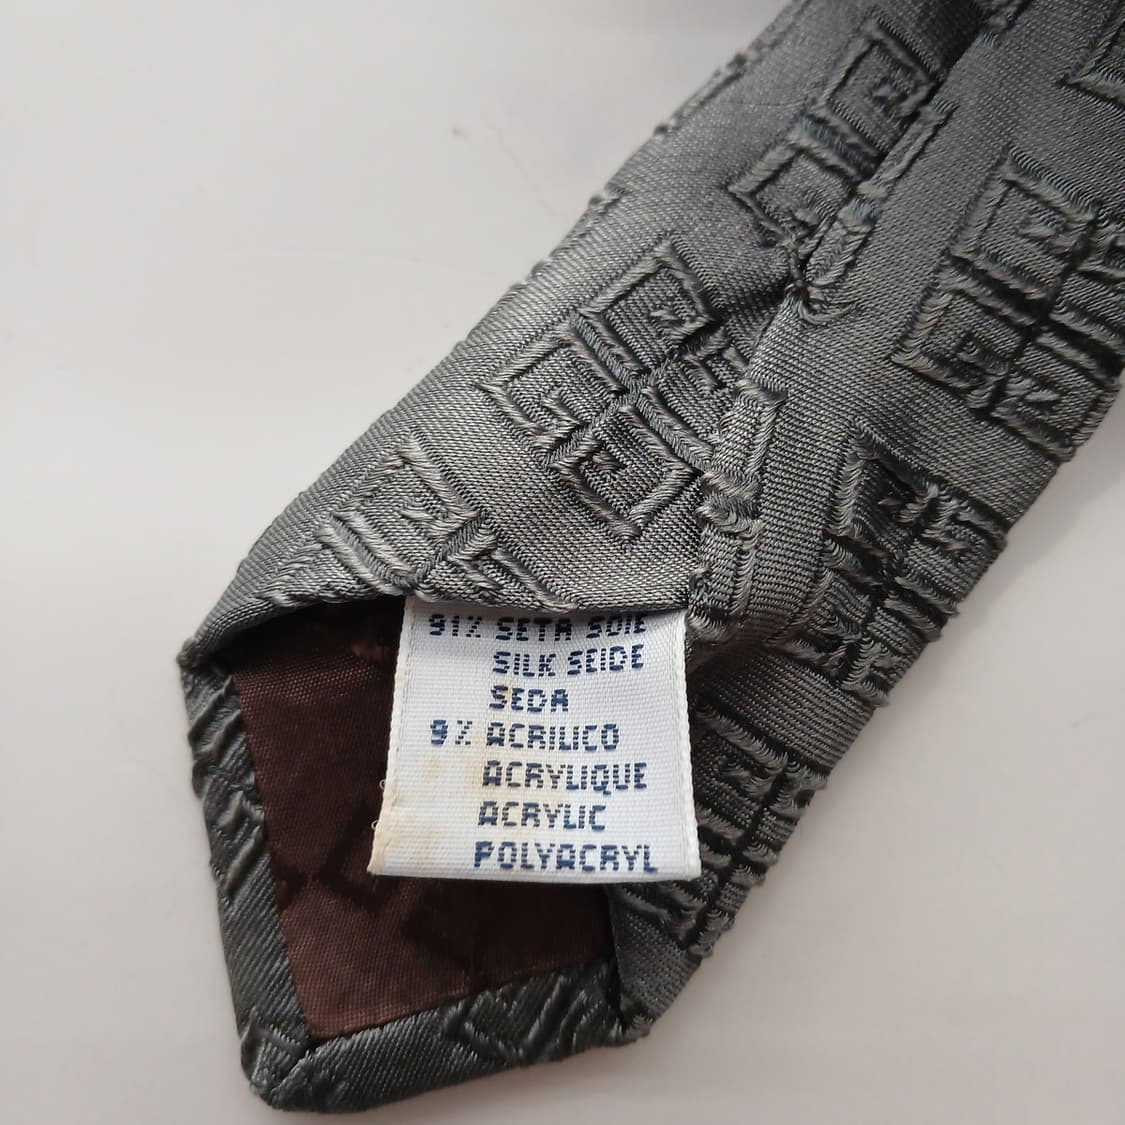 91% SETA SOIE
SILK SEIDE
SEDA
9% ACRILICO
ACRYLIQUE
ACRYLIC
POLYACRYL